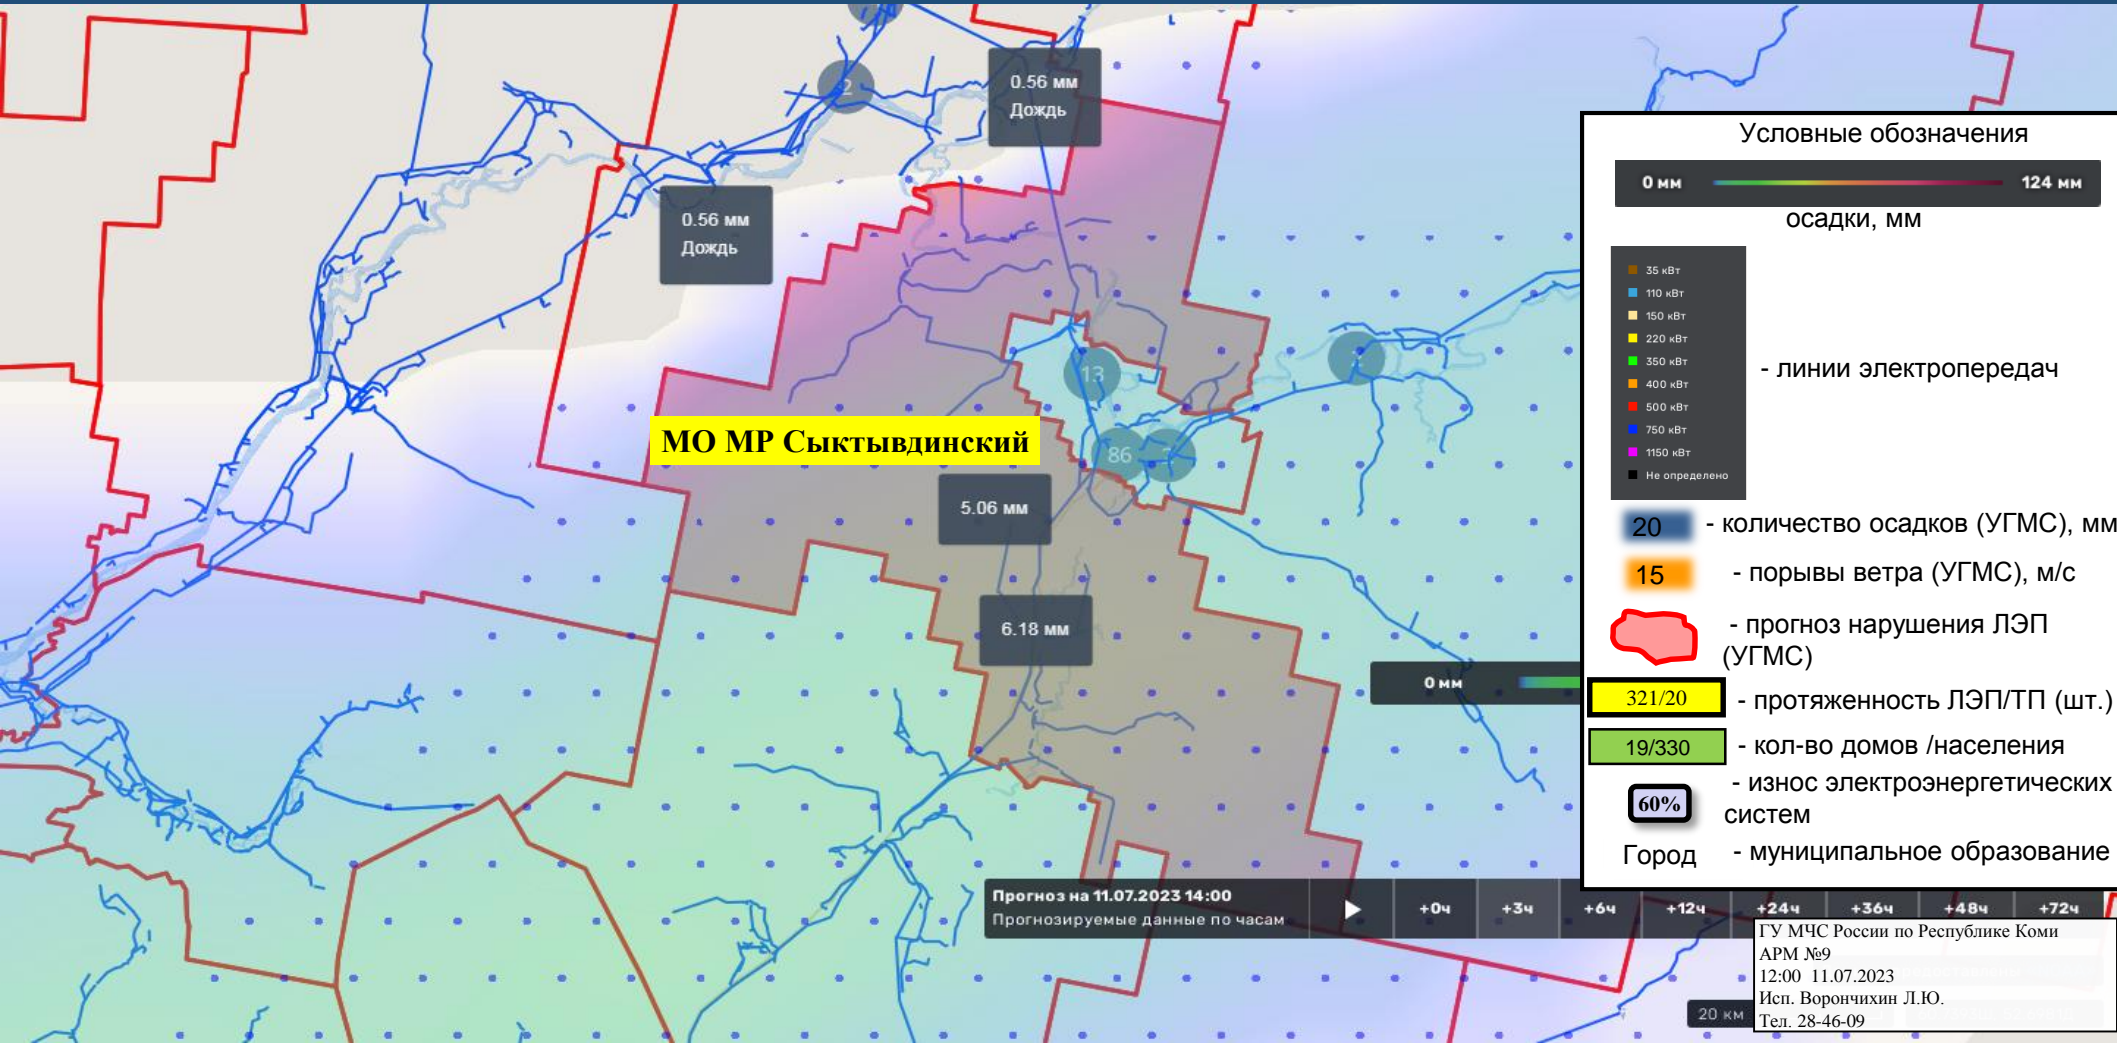 2
0.56 мм
Дождь
0.56 мм
Дождь
13
86
МО МР Сыктывдинский
5.06 мм
6.18 мм
0 мм
Условные обозначения
0 мм
124 мм
осадки, мм
35 кВт
110 кВт
150 кВт
220 кВт
350 кВт
400 кВт
500 кВт
750 кВт
1150 кВт
Не определено
- линии электропередач
20 - количество осадков (УГМС), мм
15 - порывы ветра (УГМС), м/с
- прогноз нарушения ЛЭП
(УГМС)
321/20 - протяженность ЛЭП/ТП (шт.)
19/330 - кол-во домов /населения
60% - износ электроэнергетических
систем
Город - муниципальное образование
Прогноз на 11.07.2023 14:00
Прогнозируемые данные по часам
+0ч +3ч +6ч +12ч +24ч +36ч +48ч +72ч
ГУ МЧС России по Республике Коми
АРМ №9
12:00 11.07.2023
Исп. Ворончихин Л.Ю.
Тел. 28-46-09
20 км